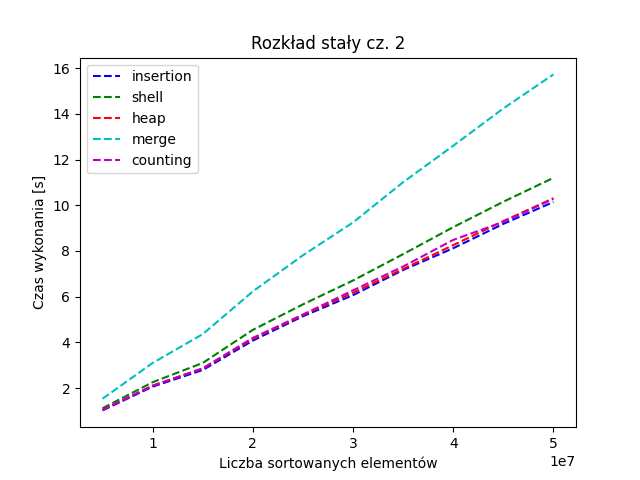 Rozkład stały cz. 2
insertion
shell
heap
merge
counting
Czas wykonania [s]
16
14
12
10
8
6
4
2
1 2 3 4 5
1e7
Liczba sortowanych elementów